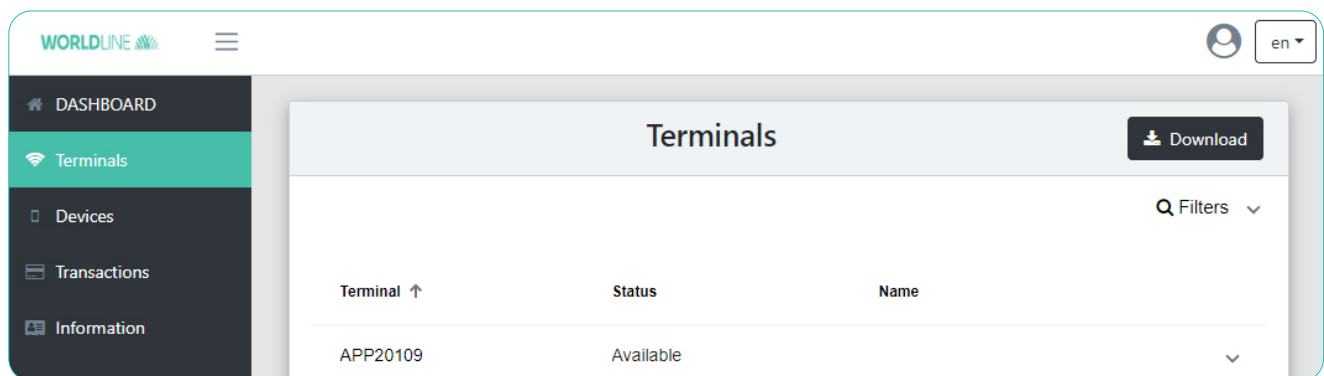 WORLDLINE
en
DASHBOARD
Terminals
Devices
Transactions
Information
Terminals
Download
Filters
Terminal Status Name
APP20109 Available